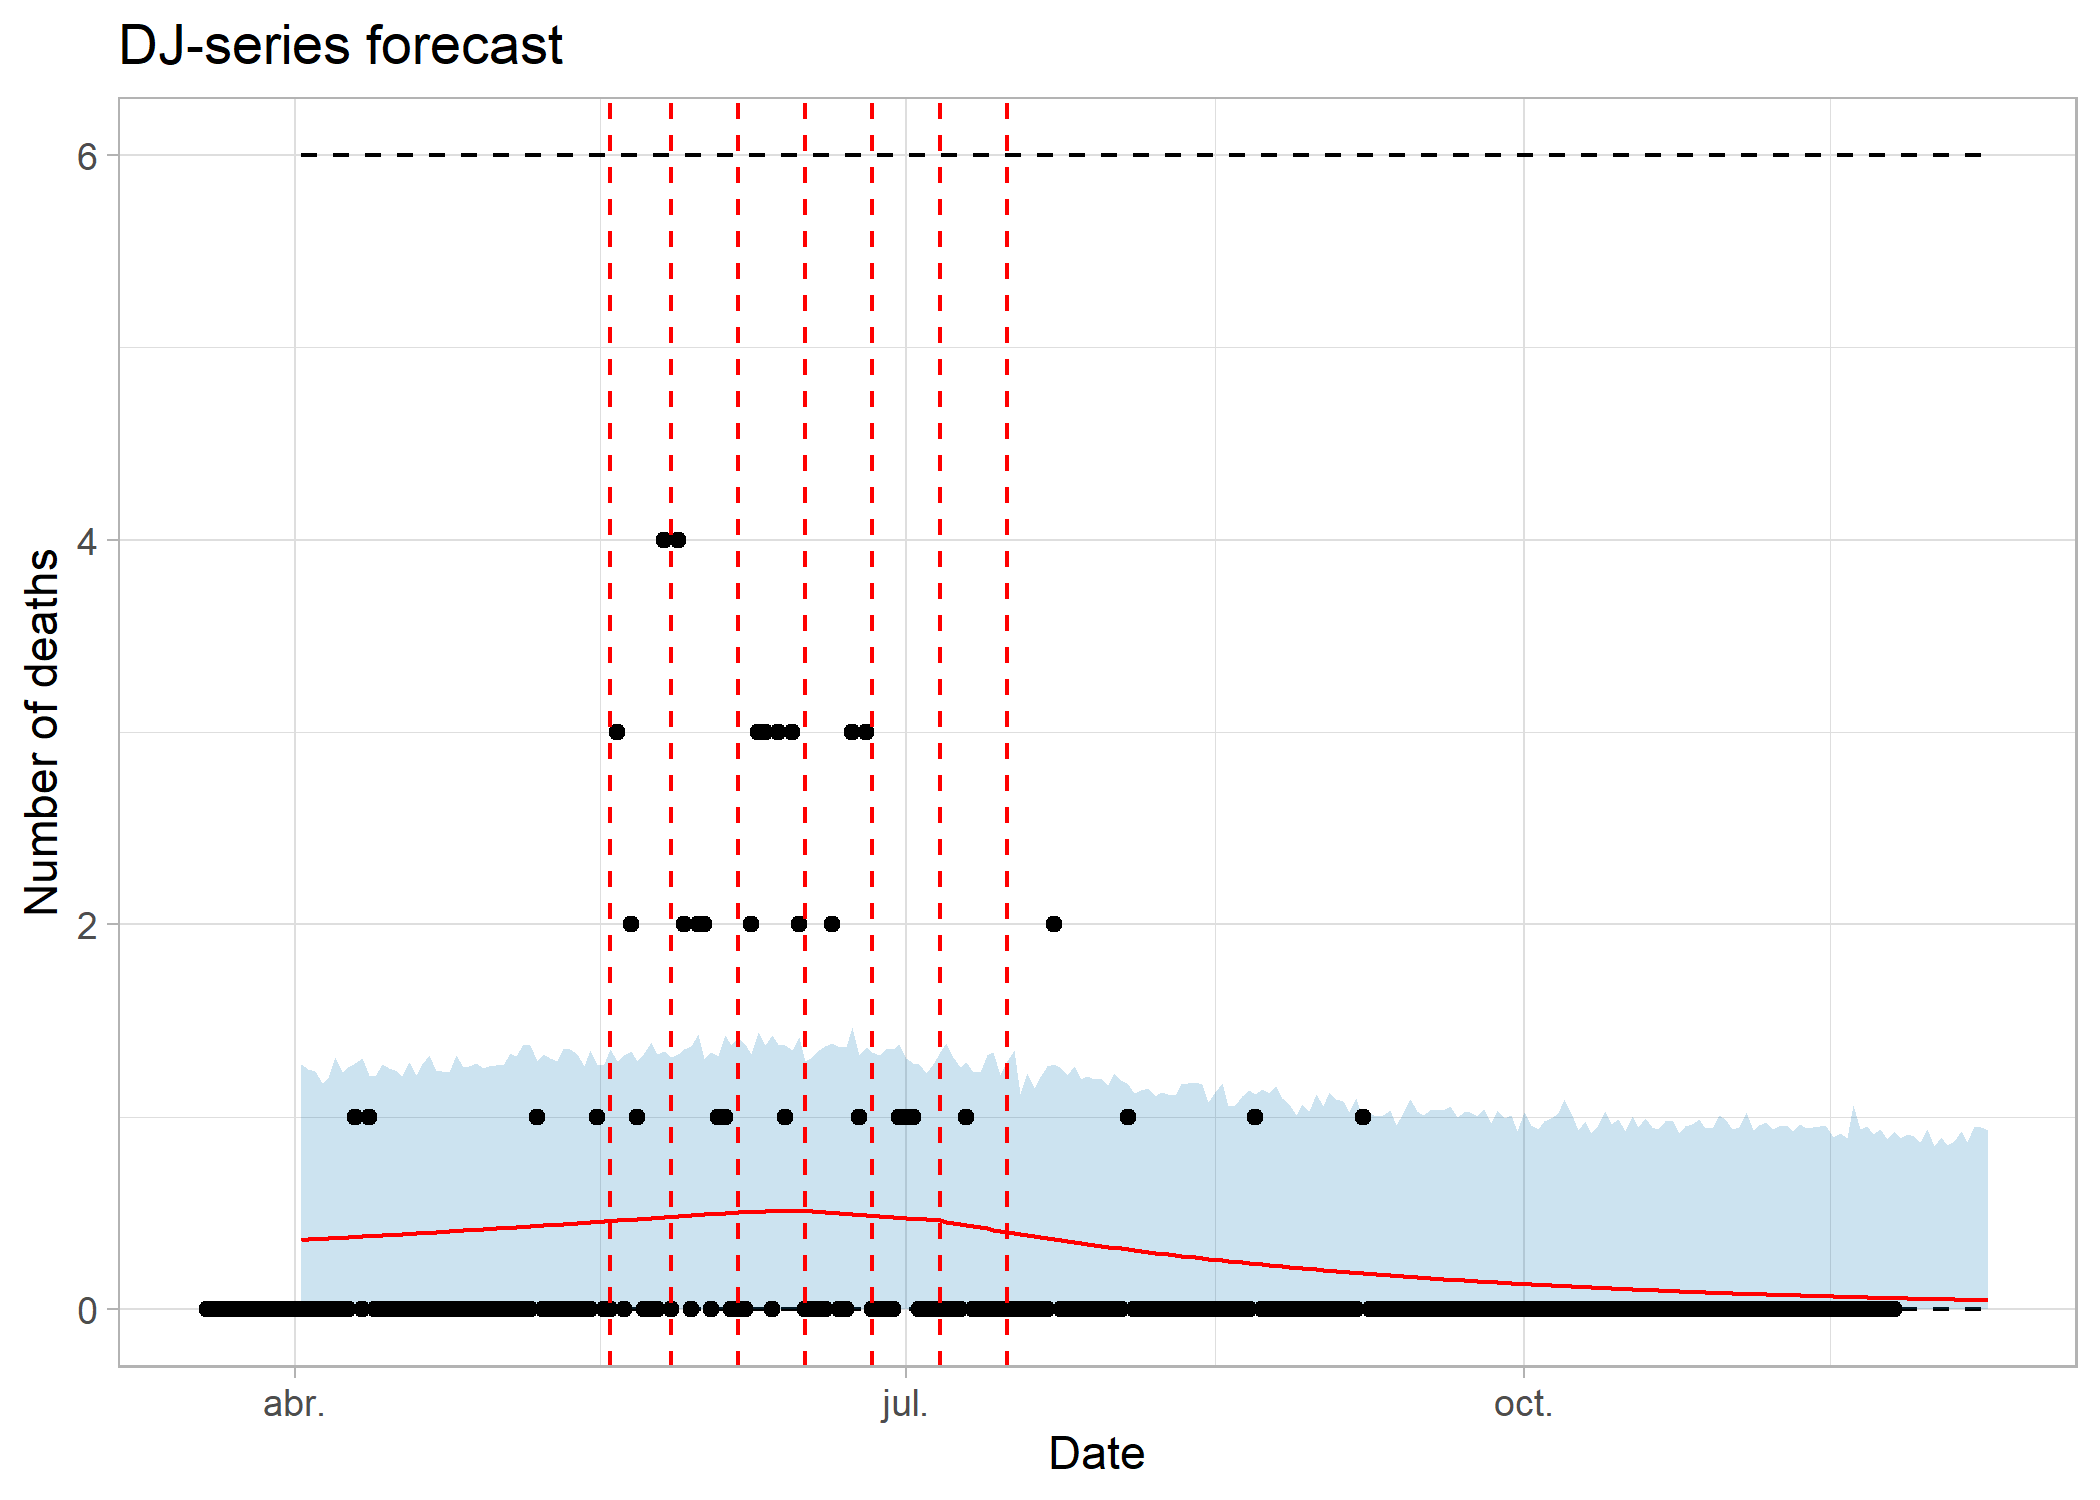 DJ-series forecast
6
4
2
0
Number of deaths
abr.
jul.
oct.
Date